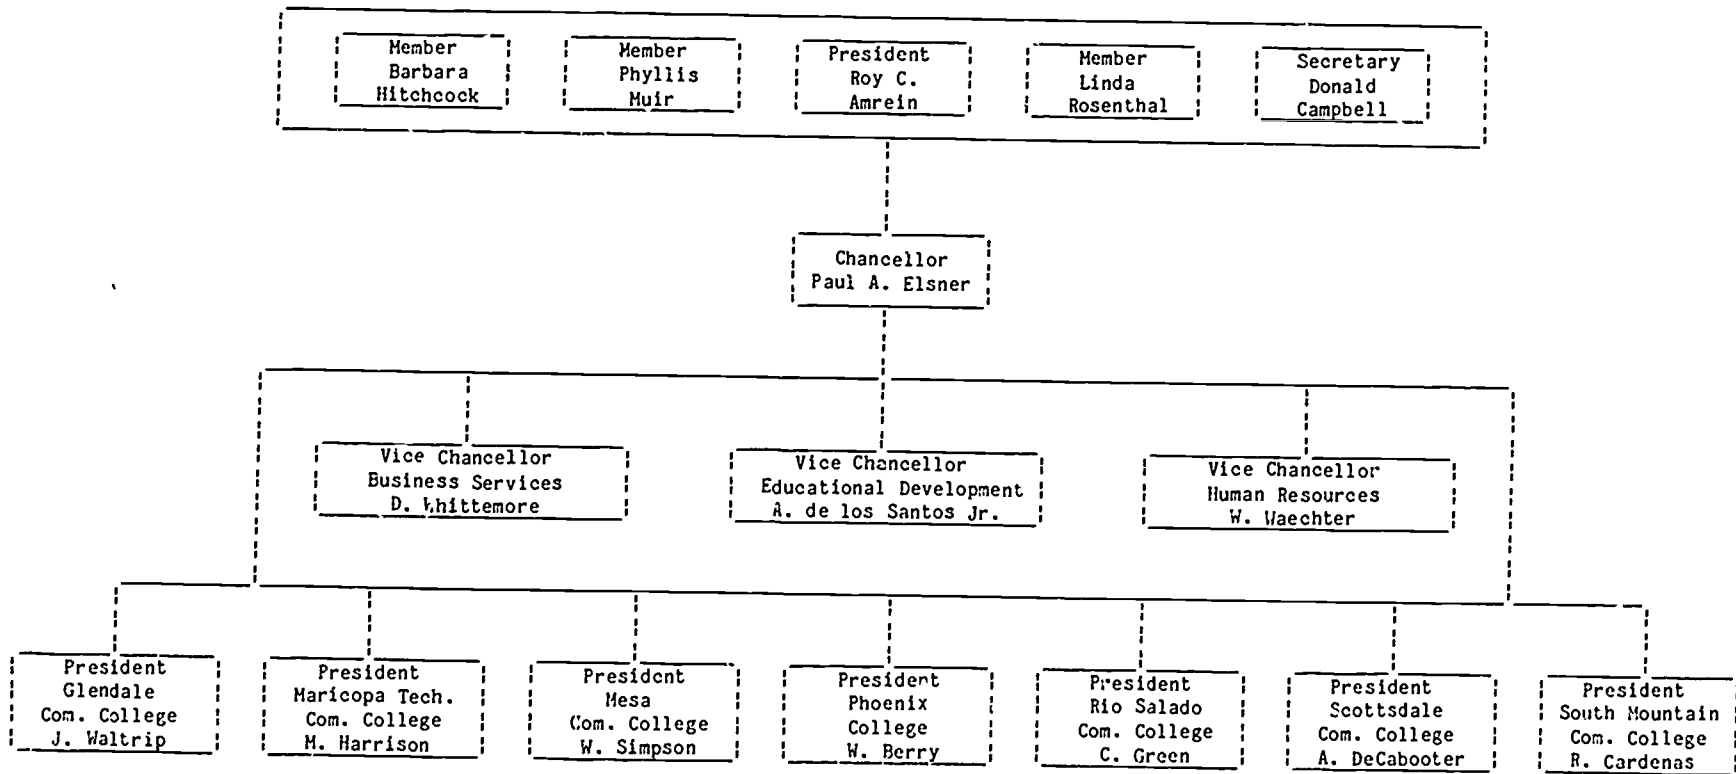 Member
Barbara
Hitchcock
Member
Phyllis
Muir
President
Roy C.
Amrein
Member
Linda
Rosenthal
Secretary
Donald
Campbell
Chancellor
Paul A. Elsner
Vice Chancellor
Business Services
D. Whittemore
Vice Chancellor
Educational Development
A. de los Santos Jr.
Vice Chancellor
Human Resources
W. Waechter
President
Glendale
Com. College
J. Waltrip
President
Maricopa Tech.
Com. College
M. Harrison
President
Mesa
Com. College
W. Simpson
President
Phoenix
College
W. Berry
President
Rio Salado
Com. College
C. Green
President
Scottsdale
Com. College
A. DeCabooter
President
South Mountain
Com. College
R. Cardenas